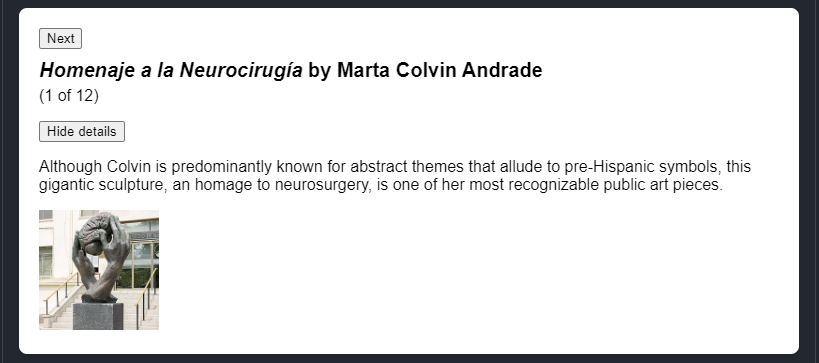 Next
Homenaje a la Neurocirugía by Marta Colvin Andrade
(1 of 12)
Hide details
Although Colvin is predominantly known for abstract themes that allude to pre-Hispanic symbols, this
gigantic sculpture, an homage to neurosurgery, is one of her most recognizable public art pieces.